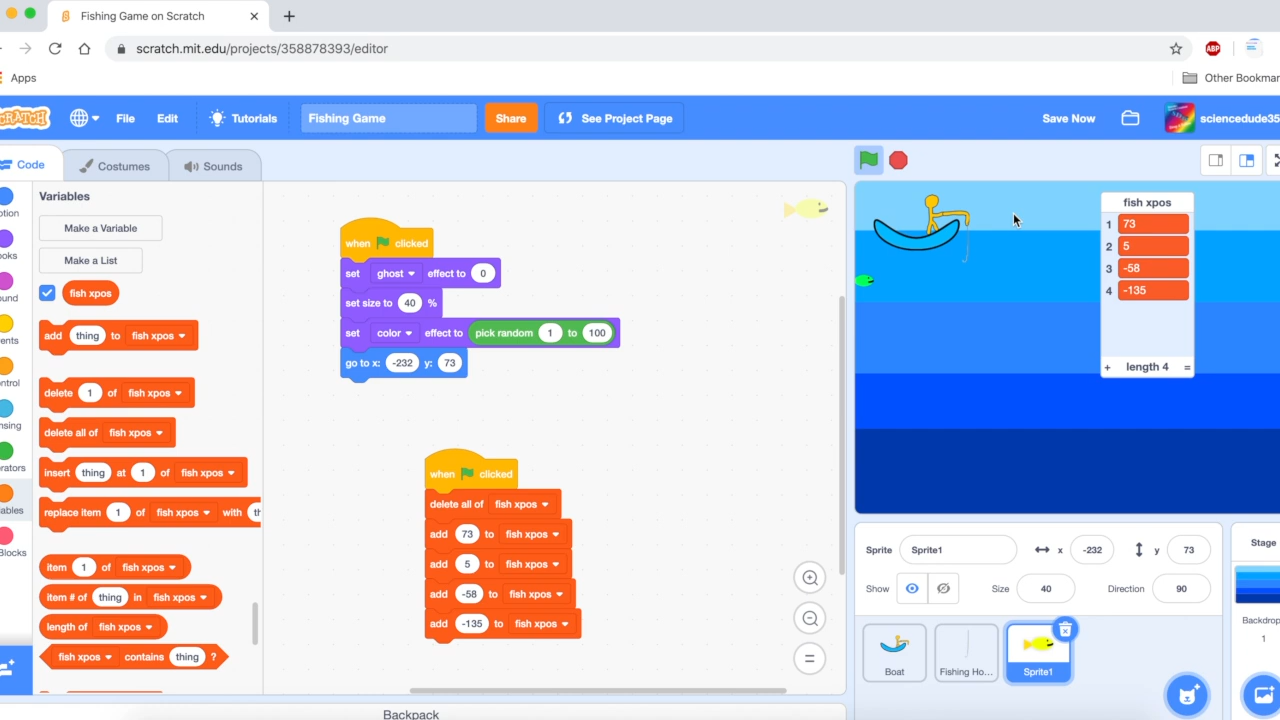 Fishing Game on Scratch
scratch.mit.edu/projects/358878393/editor
ABP
Apps
Other Bookmar
File Edit Tutorials Fishing Game Share See Project Page Save Now sciencedude35
Code Costumes Sounds
Variables
Make a Variable
Make a List
fish xpos
add thing to fish xpos
delete 1 of fish xpos
delete all of fish xpos
insert thing at 1 of fish xpos
replace item 1 of fish xpos with
item 1 of fish xpos
item # of thing in fish xpos
length of fish xpos
fish xpos contains thing ?
when clicked
set ghost effect to 0
set size to 40 %
set color effect to pick random 1 to 100
go to x: -232 y: 73
when clicked
delete all of fish xpos
add 73 to fish xpos
add 5 to fish xpos
add -58 to fish xpos
add -135 to fish xpos
Backpack
fish xpos
1 73
2 5
3 -58
4 -135
+ length 4 =
Sprite Sprite1 x -232 y 73
Show Size 40 Direction 90
Boat
Fishing Ho...
Sprite1
Stage
Backdrop
1